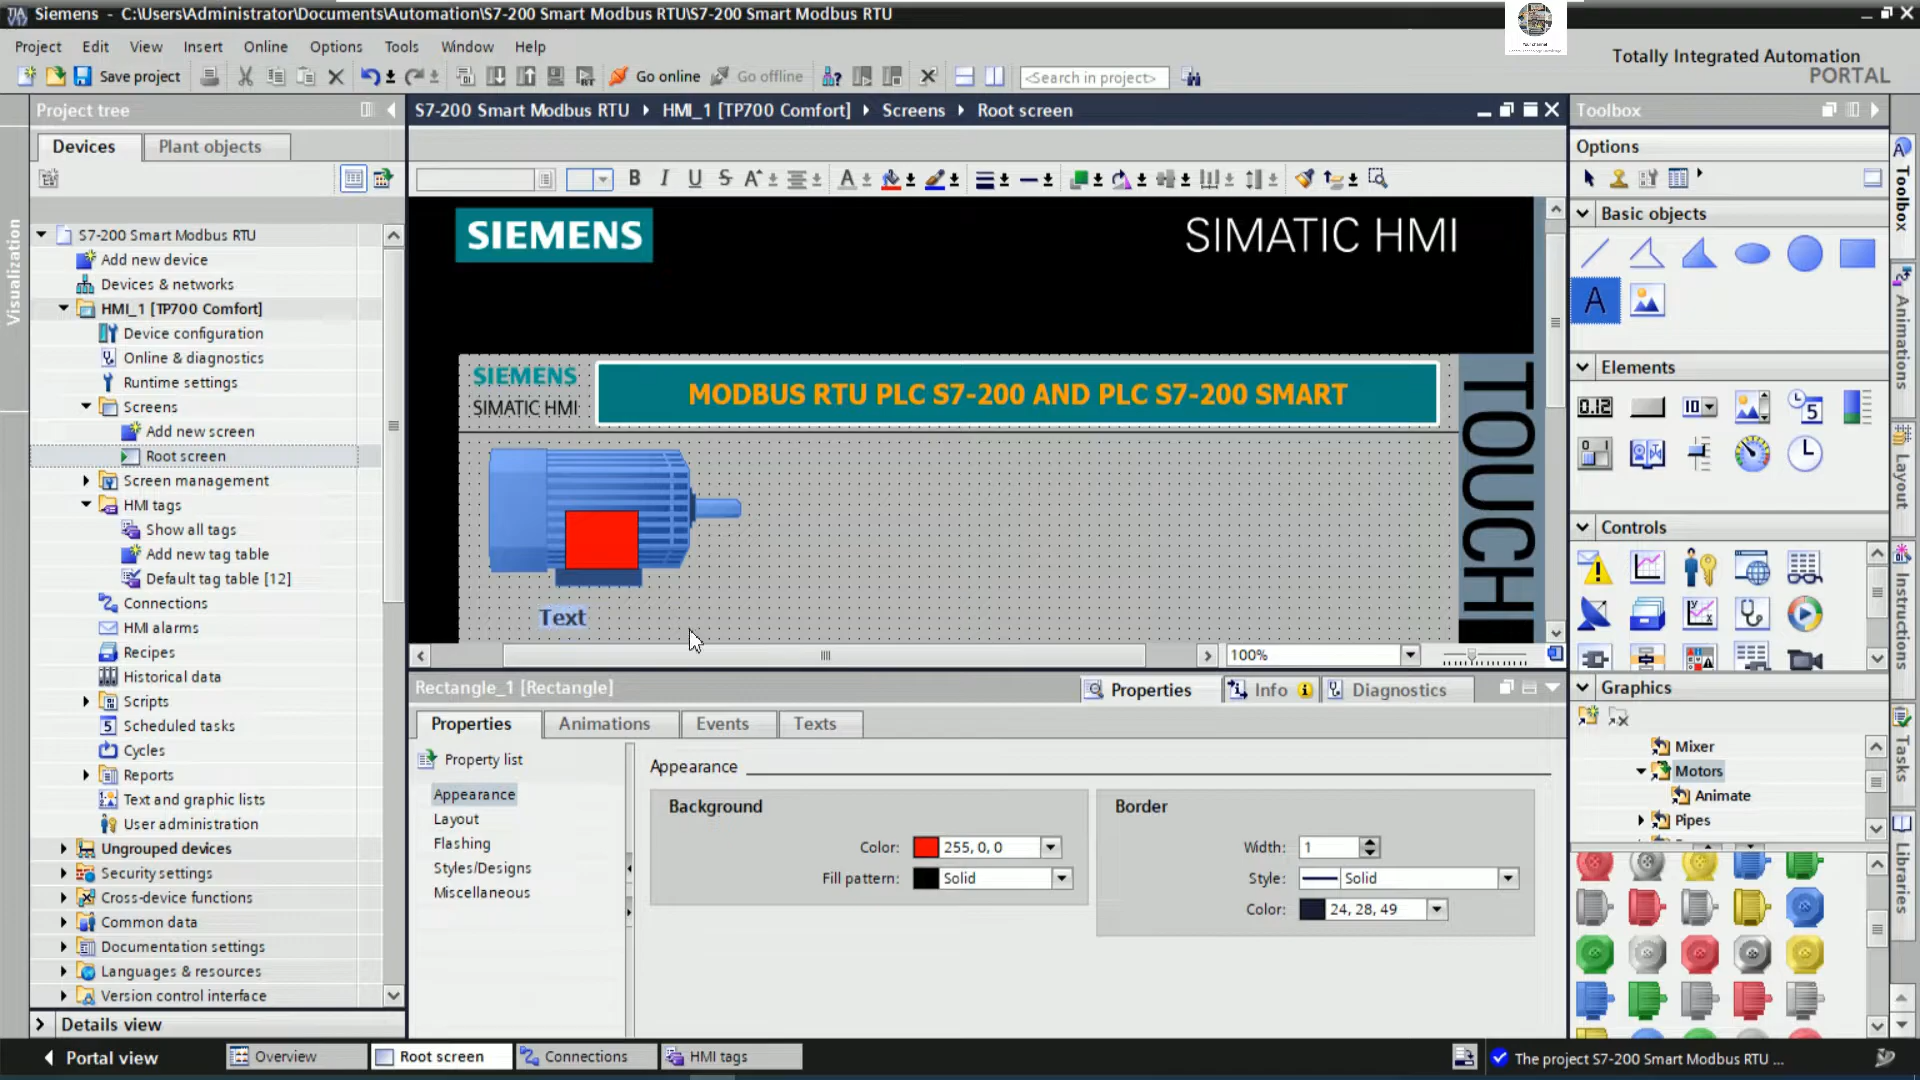 Siemens - C:\Users\Administrator\Documents\Automation\S7-200 Smart Modbus RTU\S7-200 Smart Modbus RTU
Project Edit View Insert Online Options Tools Window Help
Totally Integrated Automation
PORTAL
Save project
Go online
Go offline
<Search in project>
Project tree
S7-200 Smart Modbus RTU
HMI_1 [TP700 Comfort]
Screens
Root screen
Toolbox
Devices
Plant objects
Options
Visualization
S7-200 Smart Modbus RTU
Add new device
Devices & networks
HMI_1 [TP700 Comfort]
Device configuration
Online & diagnostics
Runtime settings
Screens
Add new screen
Root screen
Screen management
HMI tags
Show all tags
Add new tag table
Default tag table [12]
Connections
HMI alarms
Recipes
Historical data
Scripts
Scheduled tasks
Cycles
Reports
Text and graphic lists
User administration
Ungrouped devices
Security settings
Cross-device functions
Common data
Documentation settings
Languages & resources
Version control interface
Details view
B I U S A A
SIEMENS
SIMATIC HMI
SIEMENS
SIMATIC HMI
MODBUS RTU PLC S7-200 AND PLC S7-200 SMART
TOUCH
Text
100%
Rectangle_1 [Rectangle]
Properties
Info
Diagnostics
Properties
Animations
Events
Texts
Property list
Appearance
Layout
Flashing
Styles/Designs
Miscellaneous
Appearance
Background
Color: 255, 0, 0
Fill pattern: Solid
Border
Width: 1
Style: Solid
Color: 24, 28, 49
Basic objects
A
Elements
0.12
10
5
Controls
Graphics
Mixer
Motors
Animate
Pipes
Toolbox
Animations
Layout
Instructions
Tasks
Libraries
Portal view
Overview
Root screen
Connections
HMI tags
The project S7-200 Smart Modbus RTU ...